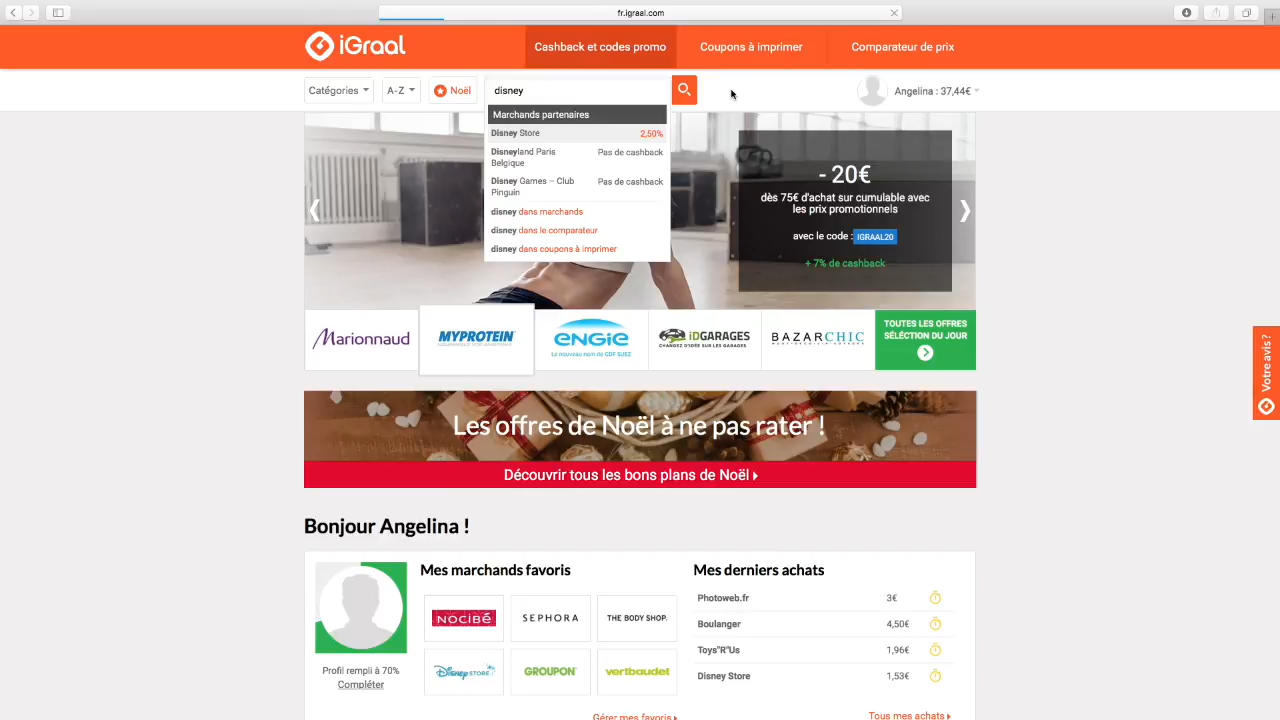 fr.igraal.com
iGraal
Cashback et codes promo
Coupons à imprimer
Comparateur de prix
Catégories
A-Z
Noël
disney
Angelina : 37,44€
Marchands partenaires
Disney Store 2,50%
Disneyland Paris
Belgique
Pas de cashback
Disney Games – Club
Pinguin
Pas de cashback
disney dans marchands
disney dans le comparateur
disney dans coupons à imprimer
- 20€
dès 75€ d'achat sur cumulable avec
les prix promotionnels
avec le code : IGRAAL20
+ 7% de cashback
Marionnaud
MYPROTEIN
ENGIE
Le nouveau nom de GDF SUEZ
iDGARAGES
CHANGEZ D'IDÉE SUR LES GARAGES
BAZARCHIC
TOUTES LES OFFRES
SÉLECTION DU JOUR
Votre avis ?
Les offres de Noël à ne pas rater !
Découvrir tous les bons plans de Noël
Bonjour Angelina !
Profil rempli à 70%
Compléter
Mes marchands favoris
NOCIBÉ
SEPHORA
THE BODY SHOP.
Disney STORE
GROUPON
vertbaudet
Gérer mes favoris
Mes derniers achats
Photoweb.fr 3€
Boulanger 4,50€
Toys"R"Us 1,96€
Disney Store 1,53€
Tous mes achats